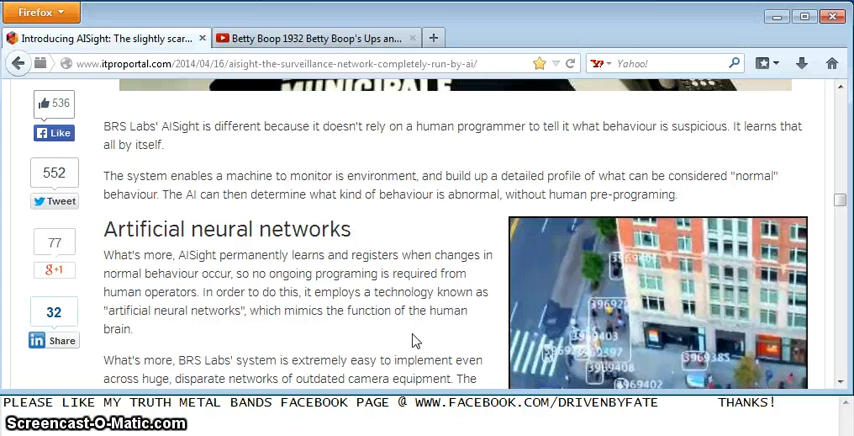 Firefox
Introducing AISight: The slightly scar...
Betty Boop 1932 Betty Boop's Ups an...
www.itproportal.com/2014/04/16/aisight-the-surveillance-network-completely-run-by-ai/
Yahoo!
MUNICIPALE
536
Like
BRS Labs' AISight is different because it doesn't rely on a human programmer to tell it what behaviour is suspicious. It learns that
all by itself.
552
Tweet
The system enables a machine to monitor is environment, and build up a detailed profile of what can be considered "normal"
behaviour. The AI can then determine what kind of behaviour is abnormal, without human pre-programing.
77
+1
32
in Share
Artificial neural networks
What's more, AISight permanently learns and registers when changes in
normal behaviour occur, so no ongoing programing is required from
human operators. In order to do this, it employs a technology known as
"artificial neural networks", which mimics the function of the human
brain.
What's more, BRS Labs' system is extremely easy to implement even
across huge, disparate networks of outdated camera equipment. The
3969403
3969397
3969408
3969385
3969402
PLEASE LIKE MY TRUTH METAL BANDS FACEBOOK PAGE @ WWW.FACEBOOK.COM/DRIVENBYFATE THANKS!
Screencast-O-Matic.com